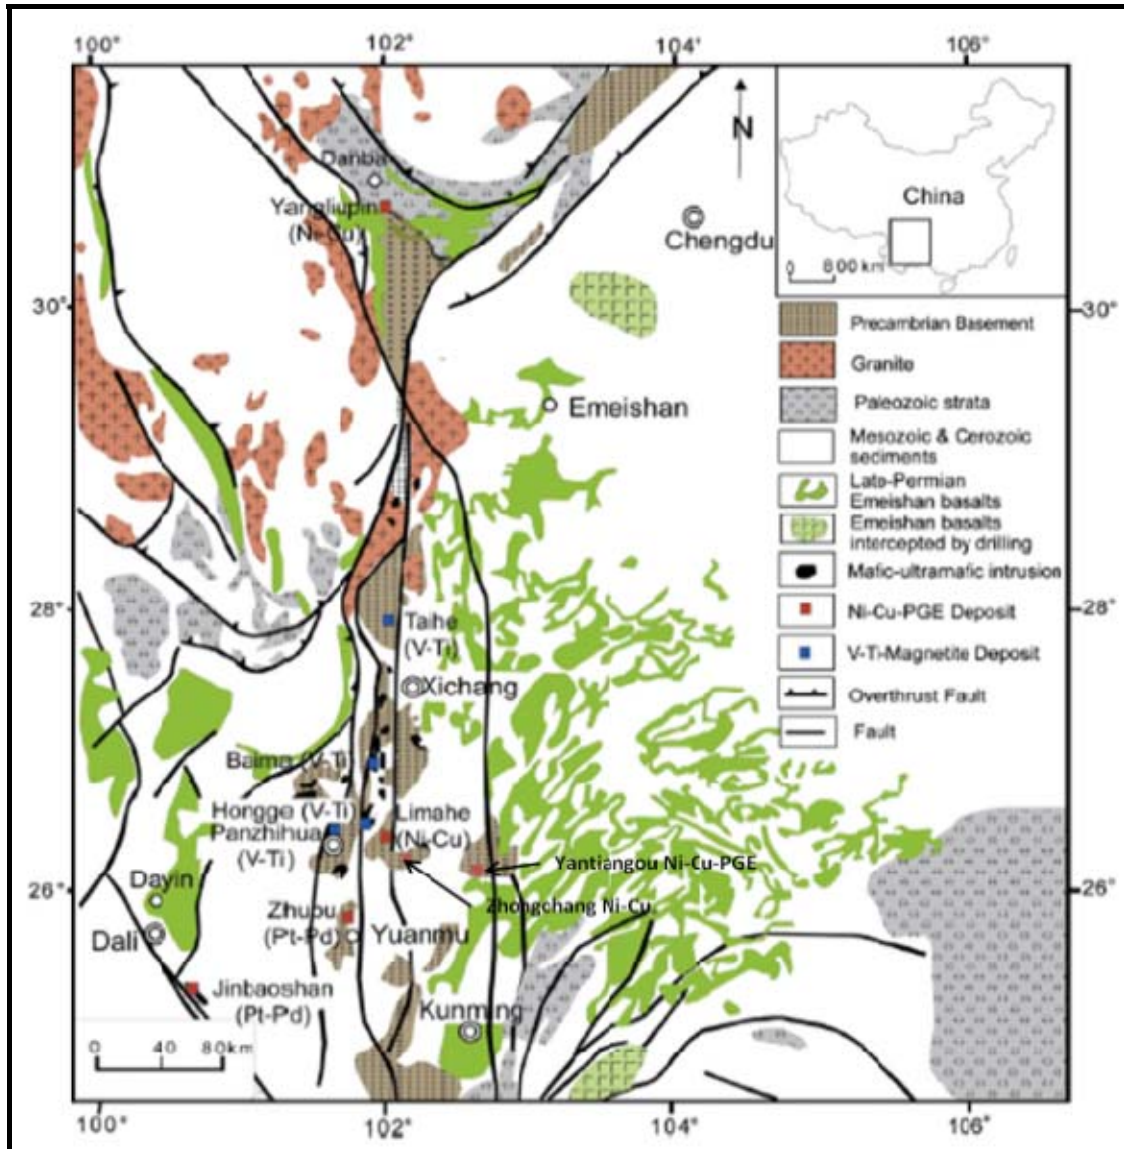 100°
102°
104°
106°
N
China
0 800 km
Danba
Yangliupin
(Ni-Cu)
Chengdu
30°
30°
Precambrian Basement
Granite
Paleozoic strata
Mesozoic & Cerozoic
sediments
Late-Permian
Emeishan basalts
Emeishan basalts
intercepted by drilling
Mafic-ultramafic intrusion
Ni-Cu-PGE Deposit
V-Ti-Magnetite Deposit
Overthrust Fault
Fault
Emeishan
28°
28°
Taihe
(V-Ti)
Xichang
Baima (V-Ti)
Hongge (V-Ti)
Panzhihua
(V-Ti)
Limahe
(Ni-Cu)
Yantiangou Ni-Cu-PGE
Zhongchang Ni-Cu
26°
26°
Dayin
Dali
Zhubu
(Pt-Pd)
Yuanmu
Jinbaoshan
(Pt-Pd)
Kunming
0 40 80km
100°
102°
104°
106°